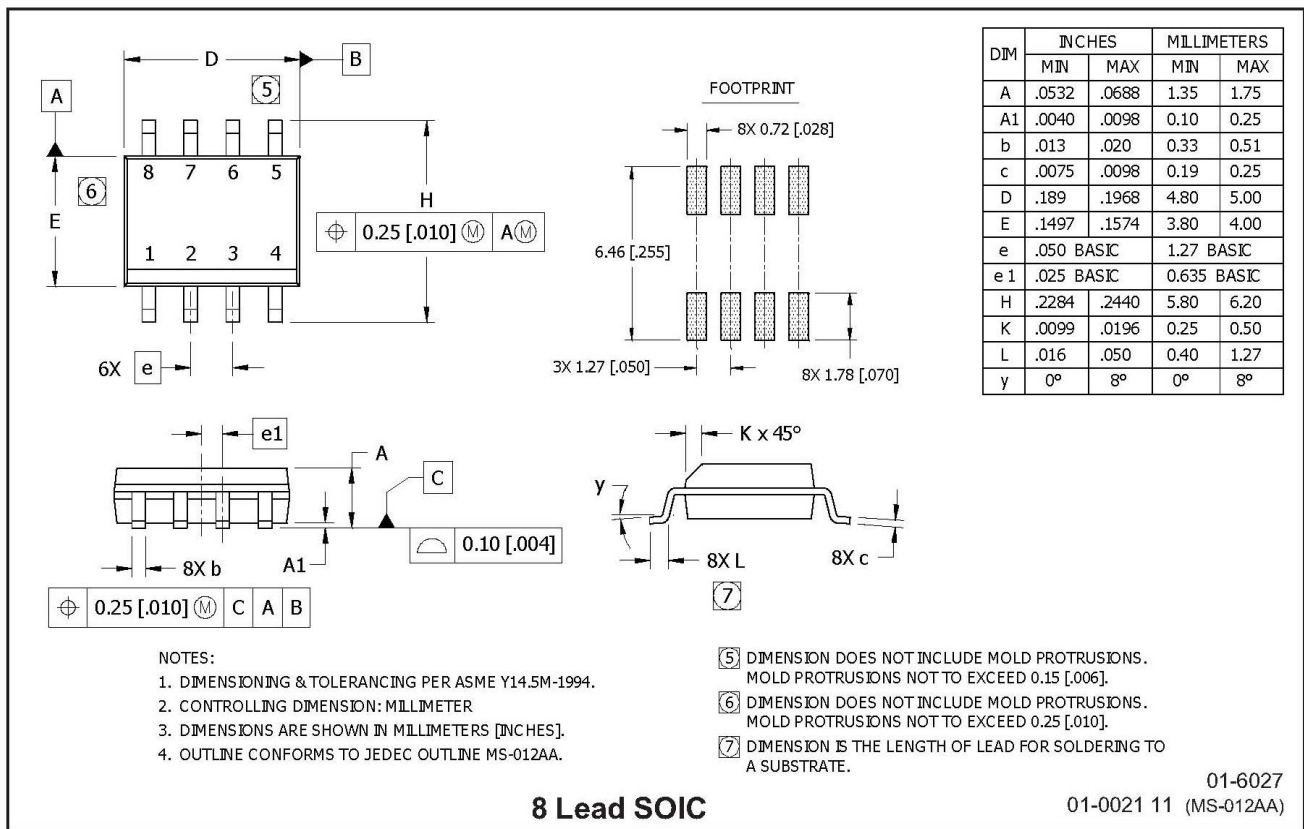 D
B
5
A
8 7 6 5
6
E
H
⌖ 0.25 [.010] Ⓜ AⓂ
1 2 3 4
6X e
FOOTPRINT
8X 0.72 [.028]
6.46 [.255]
3X 1.27 [.050]
8X 1.78 [.070]
DIM INCHES MILLIMETERS
MIN MAX MIN MAX
A .0532 .0688 1.35 1.75
A1 .0040 .0098 0.10 0.25
b .013 .020 0.33 0.51
c .0075 .0098 0.19 0.25
D .189 .1968 4.80 5.00
E .1497 .1574 3.80 4.00
e .050 BASIC 1.27 BASIC
e1 .025 BASIC 0.635 BASIC
H .2284 .2440 5.80 6.20
K .0099 .0196 0.25 0.50
L .016 .050 0.40 1.27
y 0° 8° 0° 8°
e1
A
C
⌓ 0.10 [.004]
A1
8X b
⌖ 0.25 [.010] Ⓜ C A B
K x 45°
y
8X L
8X c
7
NOTES:
1. DIMENSIONING & TOLERANCING PER ASME Y14.5M-1994.
2. CONTROLLING DIMENSION: MILLIMETER
3. DIMENSIONS ARE SHOWN IN MILLIMETERS [INCHES].
4. OUTLINE CONFORMS TO JEDEC OUTLINE MS-012AA.
5 DIMENSION DOES NOT INCLUDE MOLD PROTRUSIONS.
MOLD PROTRUSIONS NOT TO EXCEED 0.15 [.006].
6 DIMENSION DOES NOT INCLUDE MOLD PROTRUSIONS.
MOLD PROTRUSIONS NOT TO EXCEED 0.25 [.010].
7 DIMENSION IS THE LENGTH OF LEAD FOR SOLDERING TO
A SUBSTRATE.
8 Lead SOIC
01-6027
01-0021 11 (MS-012AA)